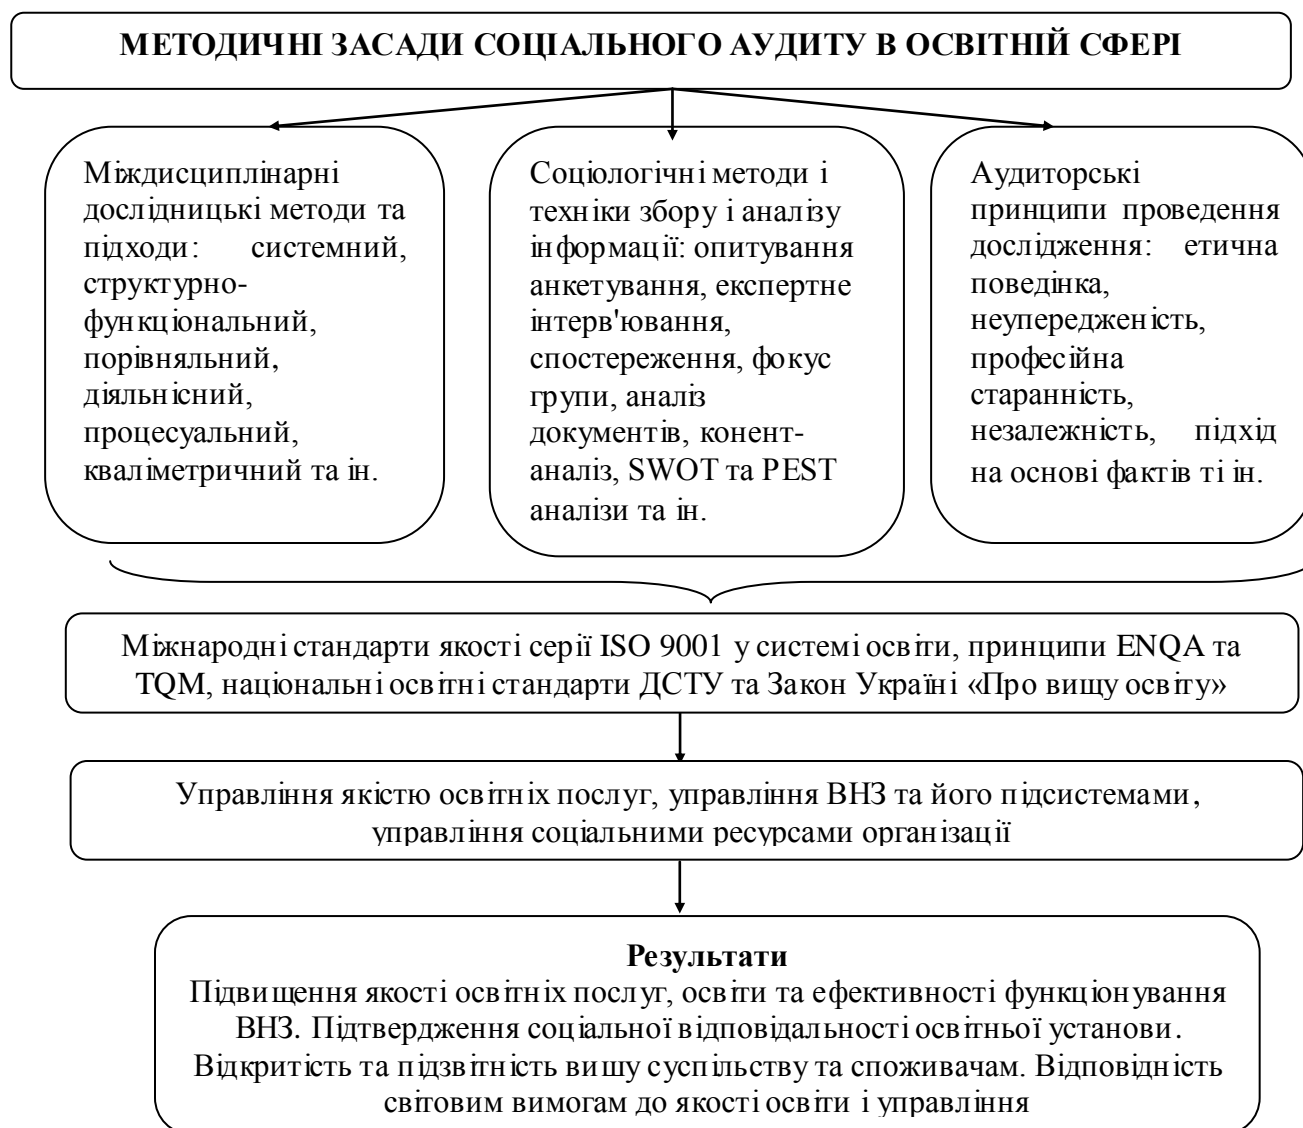 МЕТОДИЧНІ ЗАСАДИ СОЦІАЛЬНОГО АУДИТУ В ОСВІТНІЙ СФЕРІ
Міждисциплінарні
дослідницькі методи та
підходи: системний,
структурно-
функціональний,
порівняльний,
діяльнісний,
процесуальний,
кваліметричний та ін.
Соціологічні методи і
техніки збору і аналізу
інформації: опитування
анкетування, експертне
інтерв'ювання,
спостереження, фокус
групи, аналіз
документів, конент-
аналіз, SWOT та PEST
аналізи та ін.
Аудиторські
принципи проведення
дослідження: етична
поведінка,
неупередженість,
професійна
старанність,
незалежність, підхід
на основі фактів ті ін.
Міжнародні стандарти якості серії ISO 9001 у системі освіти, принципи ENQA та
TQM, національні освітні стандарти ДСТУ та Закон Україні «Про вищу освіту»
Управління якістю освітніх послуг, управління ВНЗ та його підсистемами,
управління соціальними ресурсами організації
Результати
Підвищення якості освітніх послуг, освіти та ефективності функціонування
ВНЗ. Підтвердження соціальної відповідальності освітньої установи.
Відкритість та підзвітність вишу суспільству та споживачам. Відповідність
світовим вимогам до якості освіти і управління